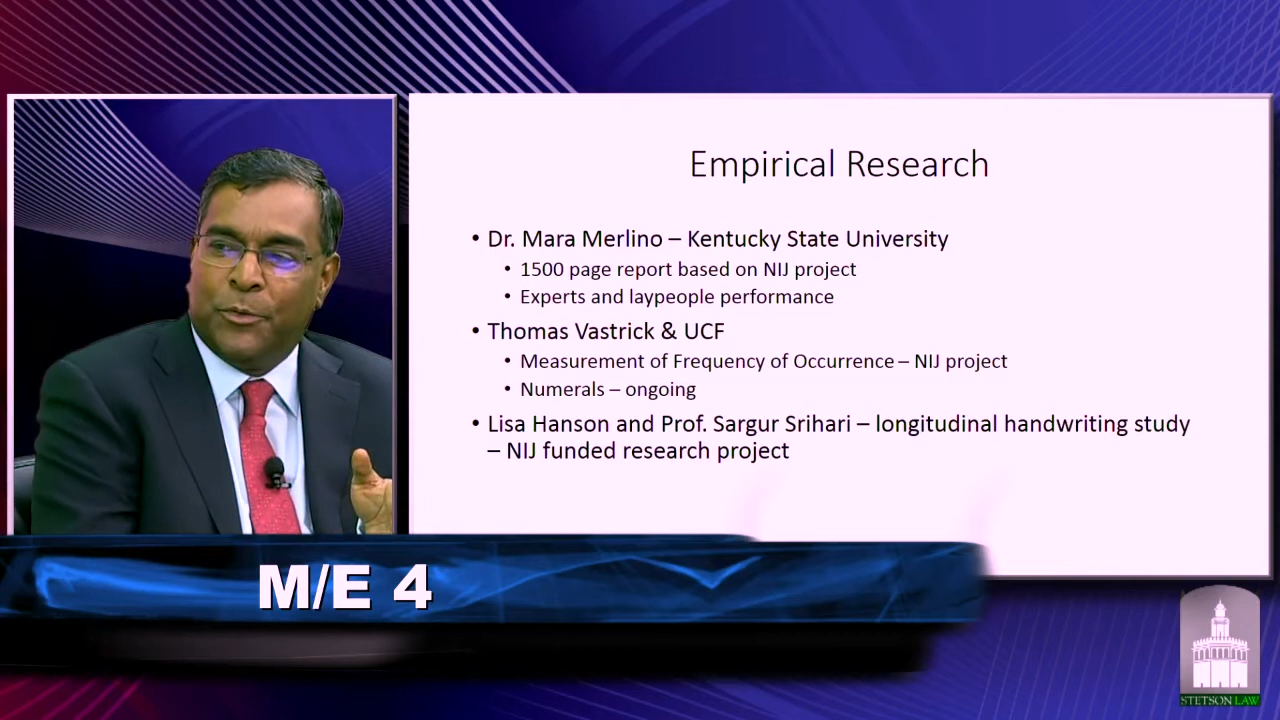 Empirical Research
• Dr. Mara Merlino – Kentucky State University
• 1500 page report based on NIJ project
• Experts and laypeople performance
• Thomas Vastrick & UCF
• Measurement of Frequency of Occurrence – NIJ project
• Numerals – ongoing
• Lisa Hanson and Prof. Sargur Srihari – longitudinal handwriting study
– NIJ funded research project
M/E 4
STETSON LAW